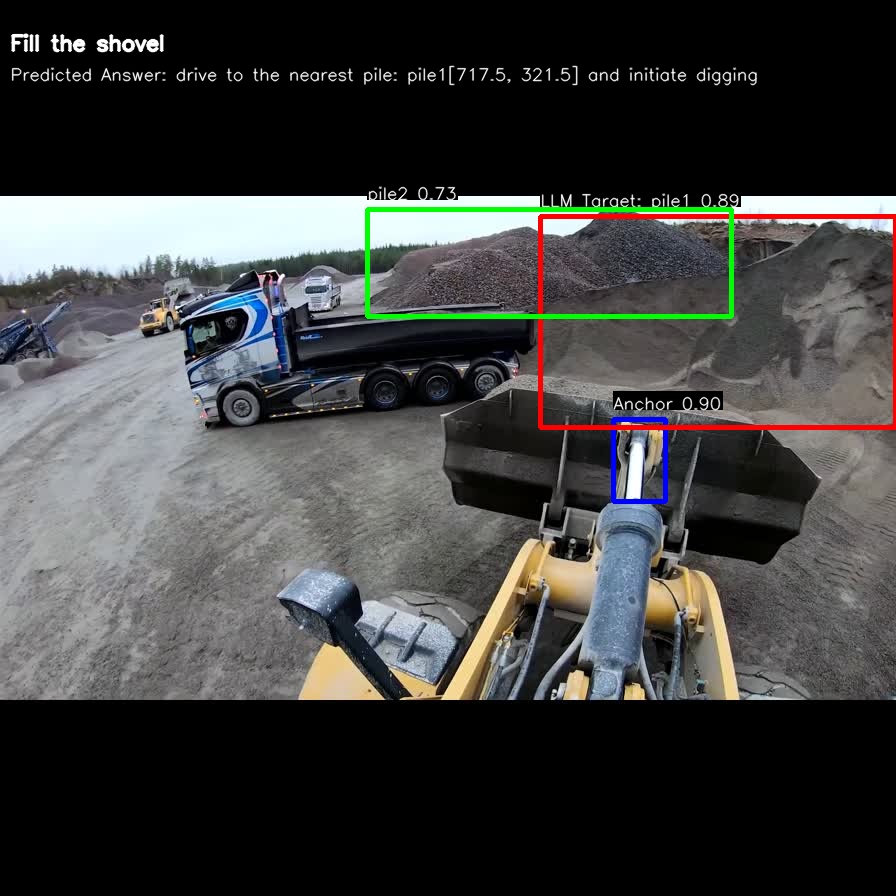 Fill the shovel
Predicted Answer: drive to the nearest pile: pile1[717.5, 321.5] and initiate digging
pile2 0.73
LLM Target: pile1 0.89
Anchor 0.90